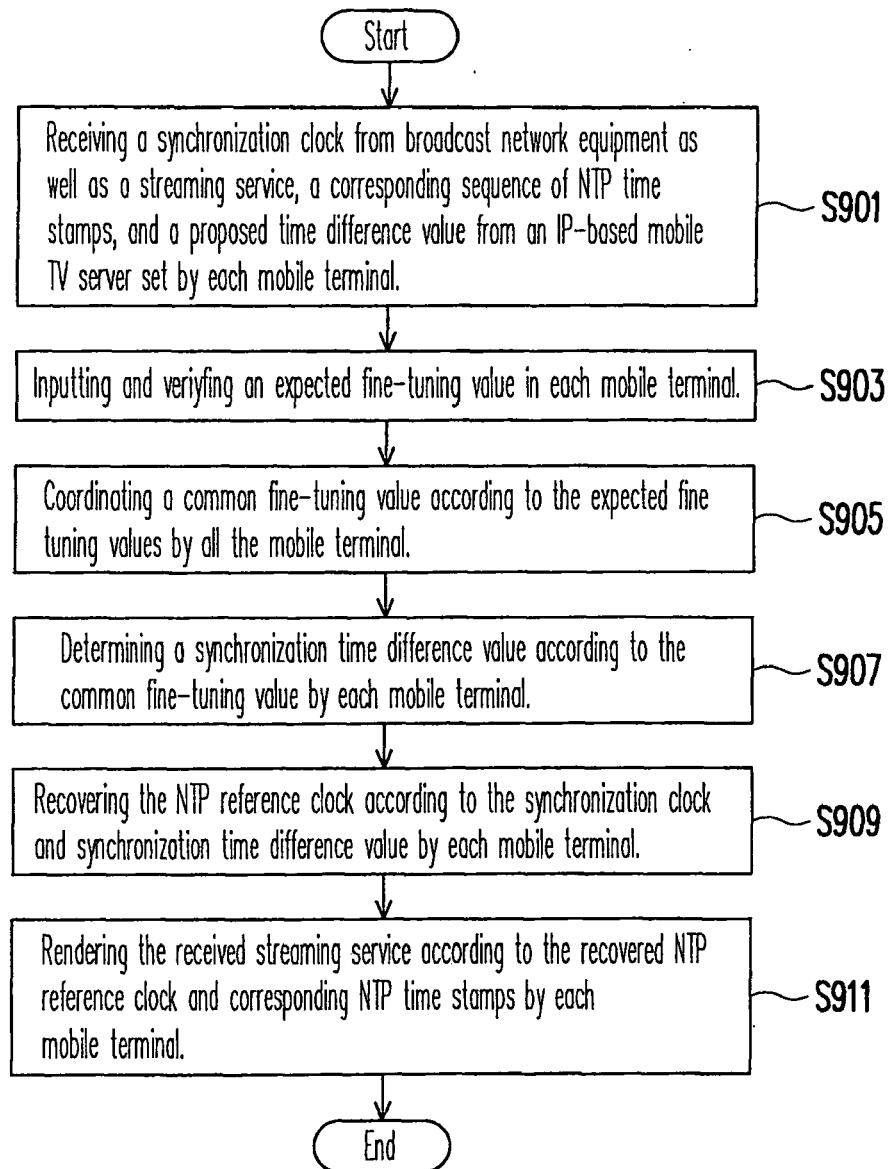 Start
Receiving a synchronization clock from broadcast network equipment as
well as a streaming service, a corresponding sequence of NTP time
stamps, and a proposed time difference value from an IP-based mobile
TV server set by each mobile terminal.
S901
Inputting and veriyfing an expected fine-tuning value in each mobile terminal.
S903
Coordinating a common fine-tuning value according to the expected fine
tuning values by all the mobile terminal.
S905
Determining a synchronization time difference value according to the
common fine-tuning value by each mobile terminal.
S907
Recovering the NTP reference clock according to the synchronization clock
and synchronization time difference value by each mobile terminal.
S909
Rendering the received streaming service according to the recovered NTP
reference clock and corresponding NTP time stamps by each
mobile terminal.
S911
End